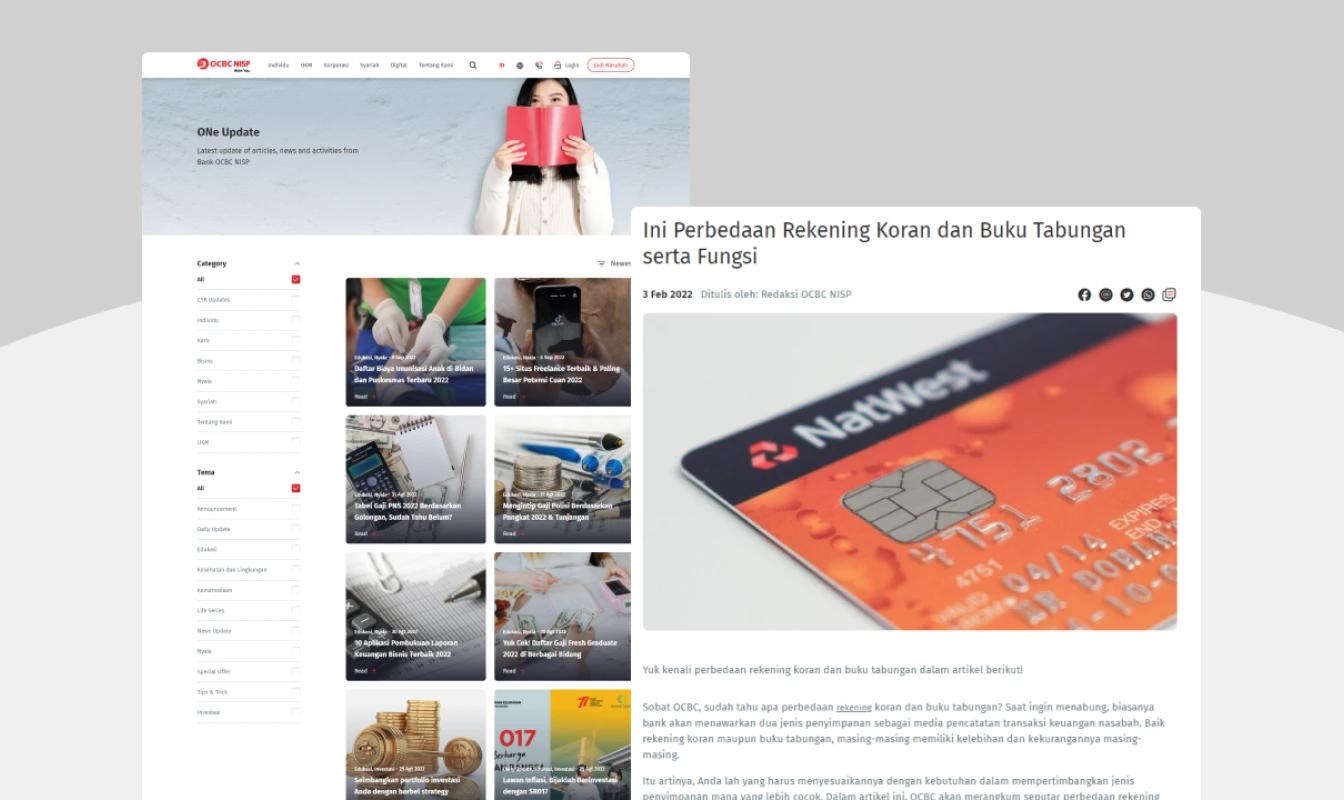 OCBC NISP
With You
Individu UKM Korporasi Syariah Digital Tentang Kami ID Login Jadi Nasabah
ONe Update
Latest update of articles, news and activities from
Bank OCBC NISP
Category
All
CSR Updates
Individu
Karir
Bisnis
Nyala
Syariah
Tentang Kami
UKM
Tema
All
Announcement
Daily Update
Edukasi
Kesehatan dan Lingkungan
Kemanusiaan
Life Series
News Update
Nyala
Special Offer
Tips & Trick
Investasi
Newes
Edukasi, Nyala - 9 Sep 2022
Daftar Biaya Imunisasi Anak di Bidan
dan Puskesmas Terbaru 2022
Read
Edukasi, Nyala - 6 Sep 2022
15+ Situs Freelance Terbaik & Paling
Besar Potensi Cuan 2022
Read
Edukasi, Nyala - 31 Agt 2022
Tabel Gaji PNS 2022 Berdasarkan
Golongan, Sudah Tahu Belum?
Read
Edukasi, Nyala - 31 Agt 2022
Mengintip Gaji Polisi Berdasarkan
Pangkat 2022 & Tunjangan
Read
Edukasi, Nyala - 30 Agt 2022
10 Aplikasi Pembukuan Laporan
Keuangan Bisnis Terbaik 2022
Read
Edukasi, Nyala -
Yuk Cek! Daftar Gaji Fresh Graduate
2022 di Berbagai Bidang
Read
Edukasi, Investasi - 25 Agt 2022
Seimbangkan portfolio investasi
Anda dengan barbel strategy
017
Berharga
Lawan Inflasi, Bijaklah Berinvestasi
dengan SR017
Ini Perbedaan Rekening Koran dan Buku Tabungan
serta Fungsi
3 Feb 2022 Ditulis oleh: Redaksi OCBC NISP
NatWest
4751 2802
4751
EXPIRES
END
04/14
Yuk kenali perbedaan rekening koran dan buku tabungan dalam artikel berikut!
Sobat OCBC, sudah tahu apa perbedaan rekening koran dan buku tabungan? Saat ingin menabung, biasanya
bank akan menawarkan dua jenis penyimpanan sebagai media pencatatan transaksi keuangan nasabah. Baik
rekening koran maupun buku tabungan, masing-masing memiliki kelebihan dan kekurangannya masing-
masing.
Itu artinya, Anda lah yang harus menyesuaikannya dengan kebutuhan dalam mempertimbangkan jenis
penyimpanan mana yang lebih cocok. Dalam artikel ini, OCBC akan merangkum seputar perbedaan rekening